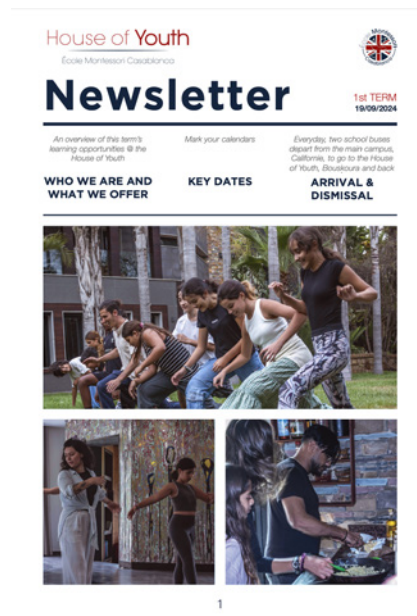 House of Youth
École Montessori Casablanca
Montessori
Casablanca
Newsletter
1st TERM
19/09/2024
An overview of this term's
learning opportunities @ the
House of Youth
WHO WE ARE AND
WHAT WE OFFER
Mark your calendars
KEY DATES
Everyday, two school buses
depart from the main campus,
Californie, to go to the House
of Youth, Bouskoura and back
ARRIVAL &
DISMISSAL
1